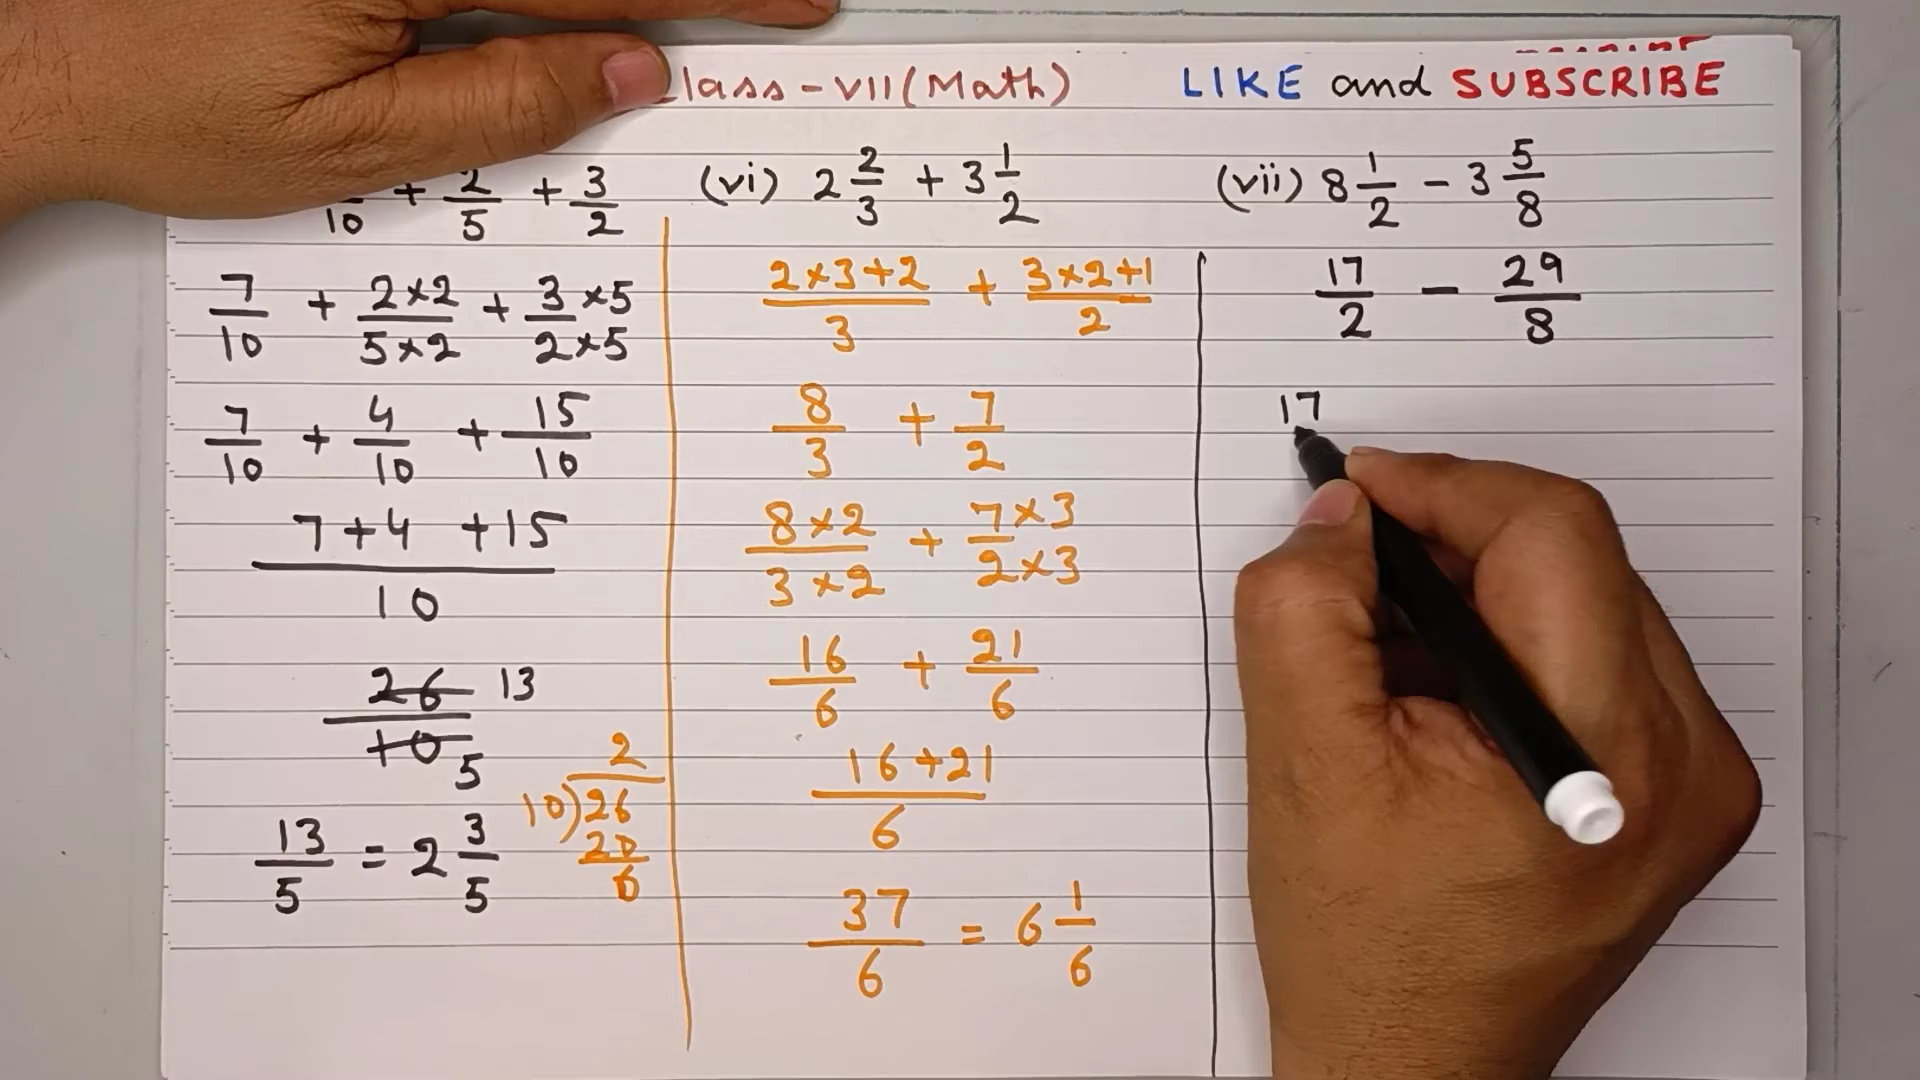 lass-VII (Math) LIKE and SUBSCRIBE
10 + 2/5 + 3/2
7/10 + 2×2/5×2 + 3×5/2×5
7/10 + 4/10 + 15/10
7+4+15/10
26/10 13/5
13/5 = 2 3/5
2
10)26
20
6
(vi) 2 2/3 + 3 1/2
2×3+2/3 + 3×2+1/2
8/3 + 7/2
8×2/3×2 + 7×3/2×3
16/6 + 21/6
16+21/6
37/6 = 6 1/6
(vii) 8 1/2 - 3 5/8
17/2 - 29/8
17